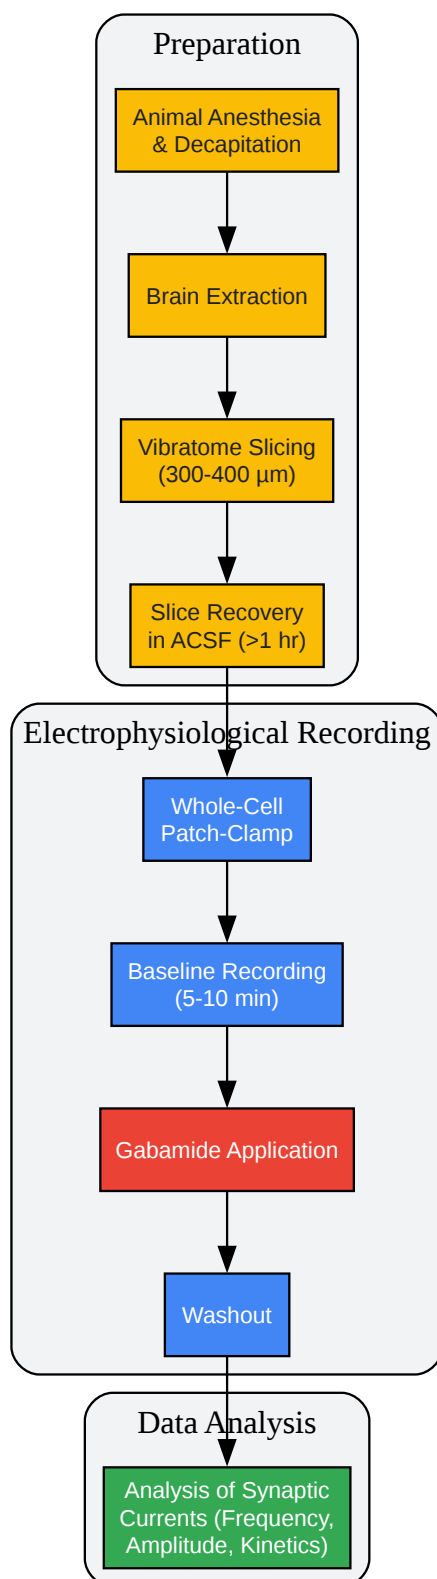 Preparation
Animal Anesthesia
& Decapitation
Brain Extraction
Vibratome Slicing
(300-400 µm)
Slice Recovery
in ACSF (>1 hr)
Electrophysiological Recording
Whole-Cell
Patch-Clamp
Baseline Recording
(5-10 min)
Gabamide Application
Washout
Data Analysis
Analysis of Synaptic
Currents (Frequency,
Amplitude, Kinetics)